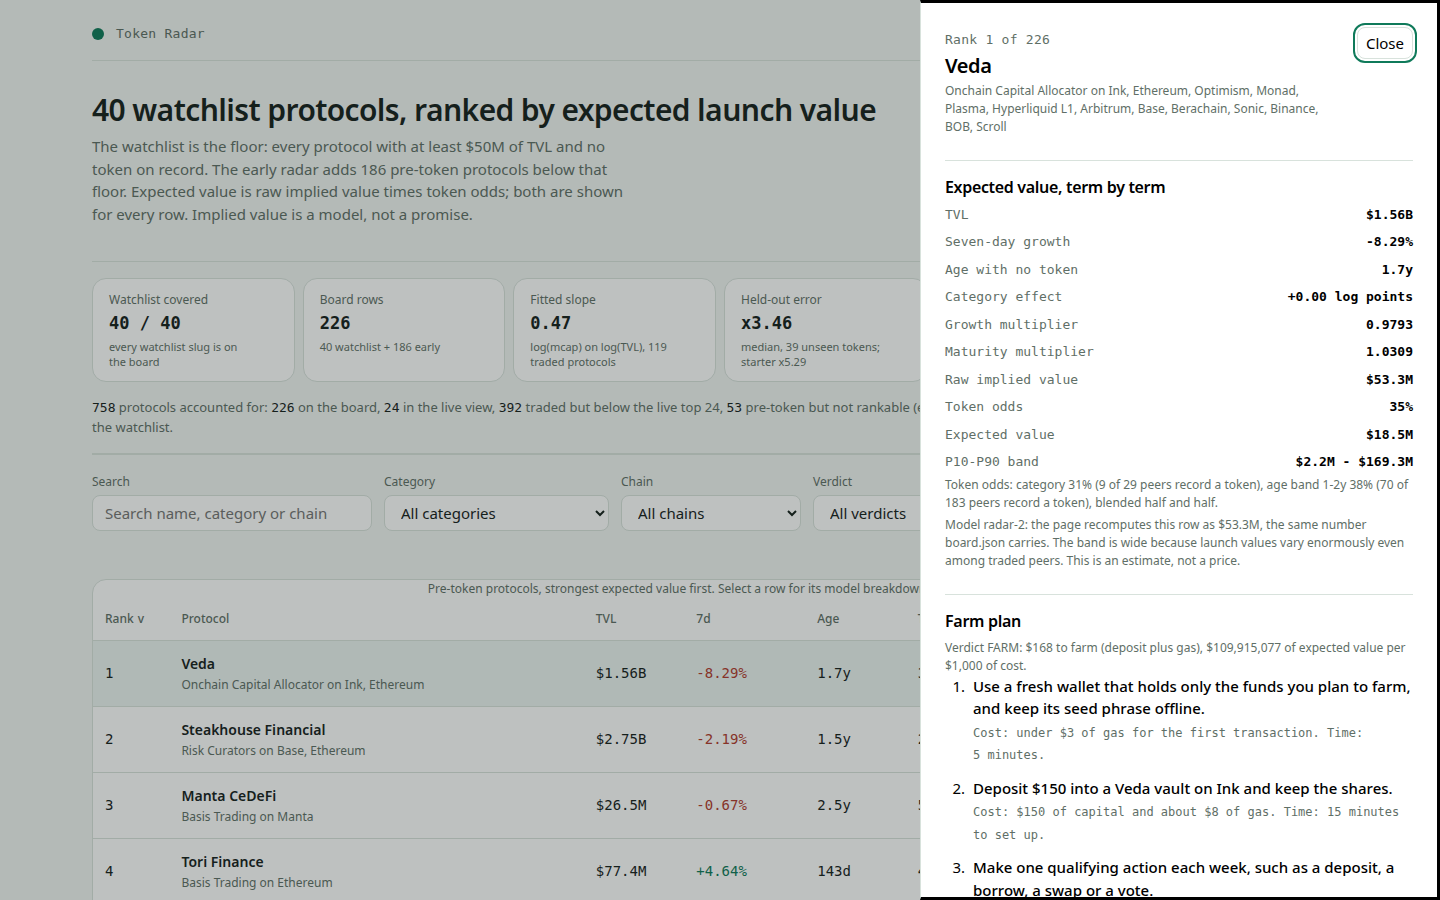 Token Radar
40 watchlist protocols, ranked by expected launch value
The watchlist is the floor: every protocol with at least $50M of TVL and no
token on record. The early radar adds 186 pre-token protocols below that
floor. Expected value is raw implied value times token odds; both are shown
for every row. Implied value is a model, not a promise.
Watchlist covered
40 / 40
every watchlist slug is on
the board
Board rows
226
40 watchlist + 186 early
Fitted slope
0.47
log(mcap) on log(TVL), 119
traded protocols
Held-out error
x3.46
median, 39 unseen tokens;
starter x5.29
758 protocols accounted for: 226 on the board, 24 in the live view, 392 traded but below the live top 24, 53 pre-token but not rankable
the watchlist.
Search
Category
Chain
Verdict
Search name, category or chain
All categories
All chains
All verdicts
Pre-token protocols, strongest expected value first. Select a row for its model breakdow
Rank v Protocol TVL 7d Age
1 Veda $1.56B -8.29% 1.7y
Onchain Capital Allocator on Ink, Ethereum
2 Steakhouse Financial $2.75B -2.19% 1.5y
Risk Curators on Base, Ethereum
3 Manta CeDeFi $26.5M -0.67% 2.5y
Basis Trading on Manta
4 Tori Finance $77.4M +4.64% 143d
Basis Trading on Ethereum
Rank 1 of 226
Close
Veda
Onchain Capital Allocator on Ink, Ethereum, Optimism, Monad,
Plasma, Hyperliquid L1, Arbitrum, Base, Berachain, Sonic, Binance,
BOB, Scroll
Expected value, term by term
TVL $1.56B
Seven-day growth -8.29%
Age with no token 1.7y
Category effect +0.00 log points
Growth multiplier 0.9793
Maturity multiplier 1.0309
Raw implied value $53.3M
Token odds 35%
Expected value $18.5M
P10-P90 band $2.2M - $169.3M
Token odds: category 31% (9 of 29 peers record a token), age band 1-2y 38% (70 of
183 peers record a token), blended half and half.
Model radar-2: the page recomputes this row as $53.3M, the same number
board.json carries. The band is wide because launch values vary enormously even
among traded peers. This is an estimate, not a price.
Farm plan
Verdict FARM: $168 to farm (deposit plus gas), $109,915,077 of expected value per
$1,000 of cost.
1. Use a fresh wallet that holds only the funds you plan to farm,
and keep its seed phrase offline.
Cost: under $3 of gas for the first transaction. Time:
5 minutes.
2. Deposit $150 into a Veda vault on Ink and keep the shares.
Cost: $150 of capital and about $8 of gas. Time: 15 minutes
to set up.
3. Make one qualifying action each week, such as a deposit, a
borrow, a swap or a vote.